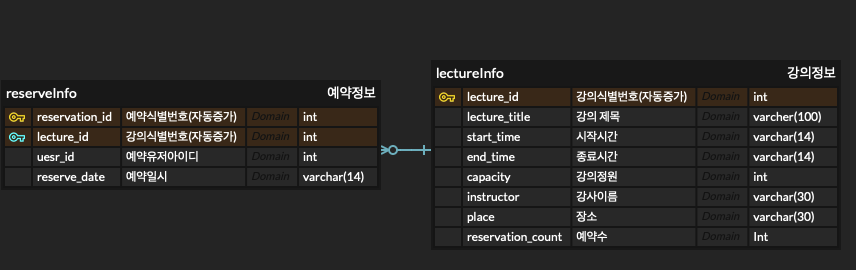 reserveInfo 예약정보
reservation_id 예약식별번호(자동증가) Domain int
lecture_id 강의식별번호(자동증가) Domain int
uesr_id 예약유저아이디 Domain int
reserve_date 예약일시 Domain varchar(14)
lectureInfo 강의정보
lecture_id 강의식별번호(자동증가) Domain int
lecture_title 강의 제목 Domain varcher(100)
start_time 시작시간 Domain varchar(14)
end_time 종료시간 Domain varchar(14)
capacity 강의정원 Domain int
instructor 강사이름 Domain varchar(30)
place 장소 Domain varchar(30)
reservation_count 예약수 Domain Int